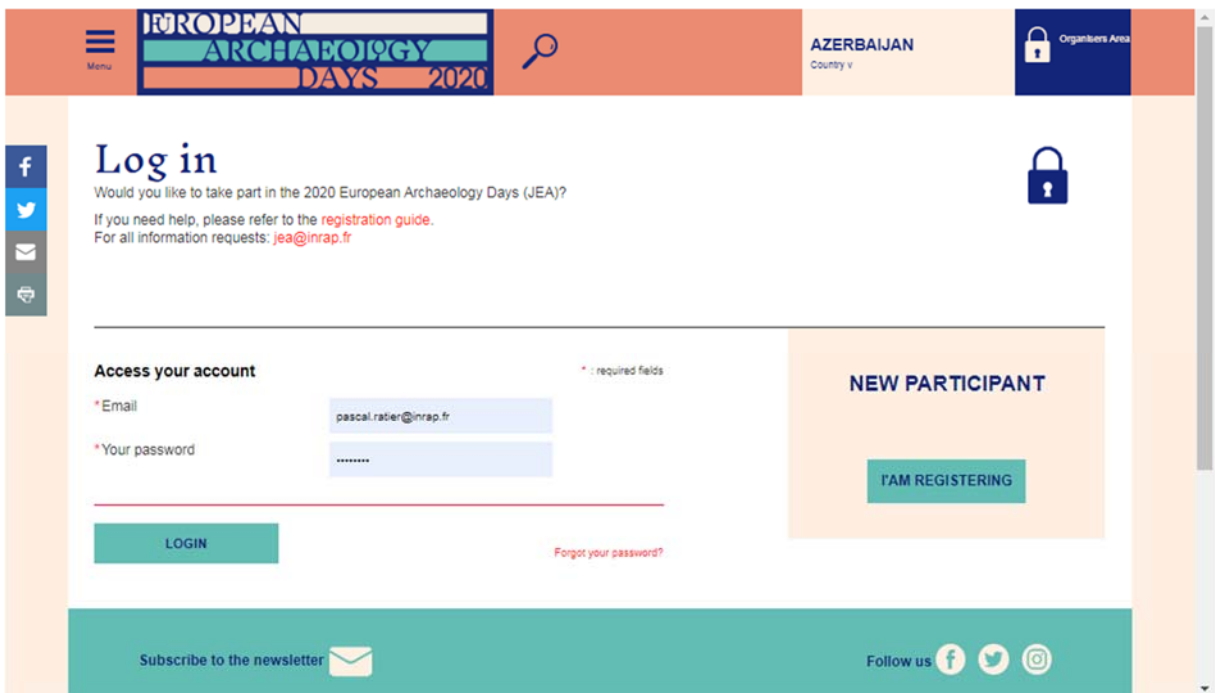 Menu
EUROPEAN
ARCHAEOLOGY
DAYS 2020
AZERBAIJAN
Country v
Organisers Area
Log in
Would you like to take part in the 2020 European Archaeology Days (JEA)?
If you need help, please refer to the registration guide.
For all information requests: jea@inrap.fr
Access your account
* : required fields
*Email
pascal.ratier@inrap.fr
*Your password
••••••••
LOGIN
Forgot your password?
NEW PARTICIPANT
I'AM REGISTERING
Subscribe to the newsletter
Follow us